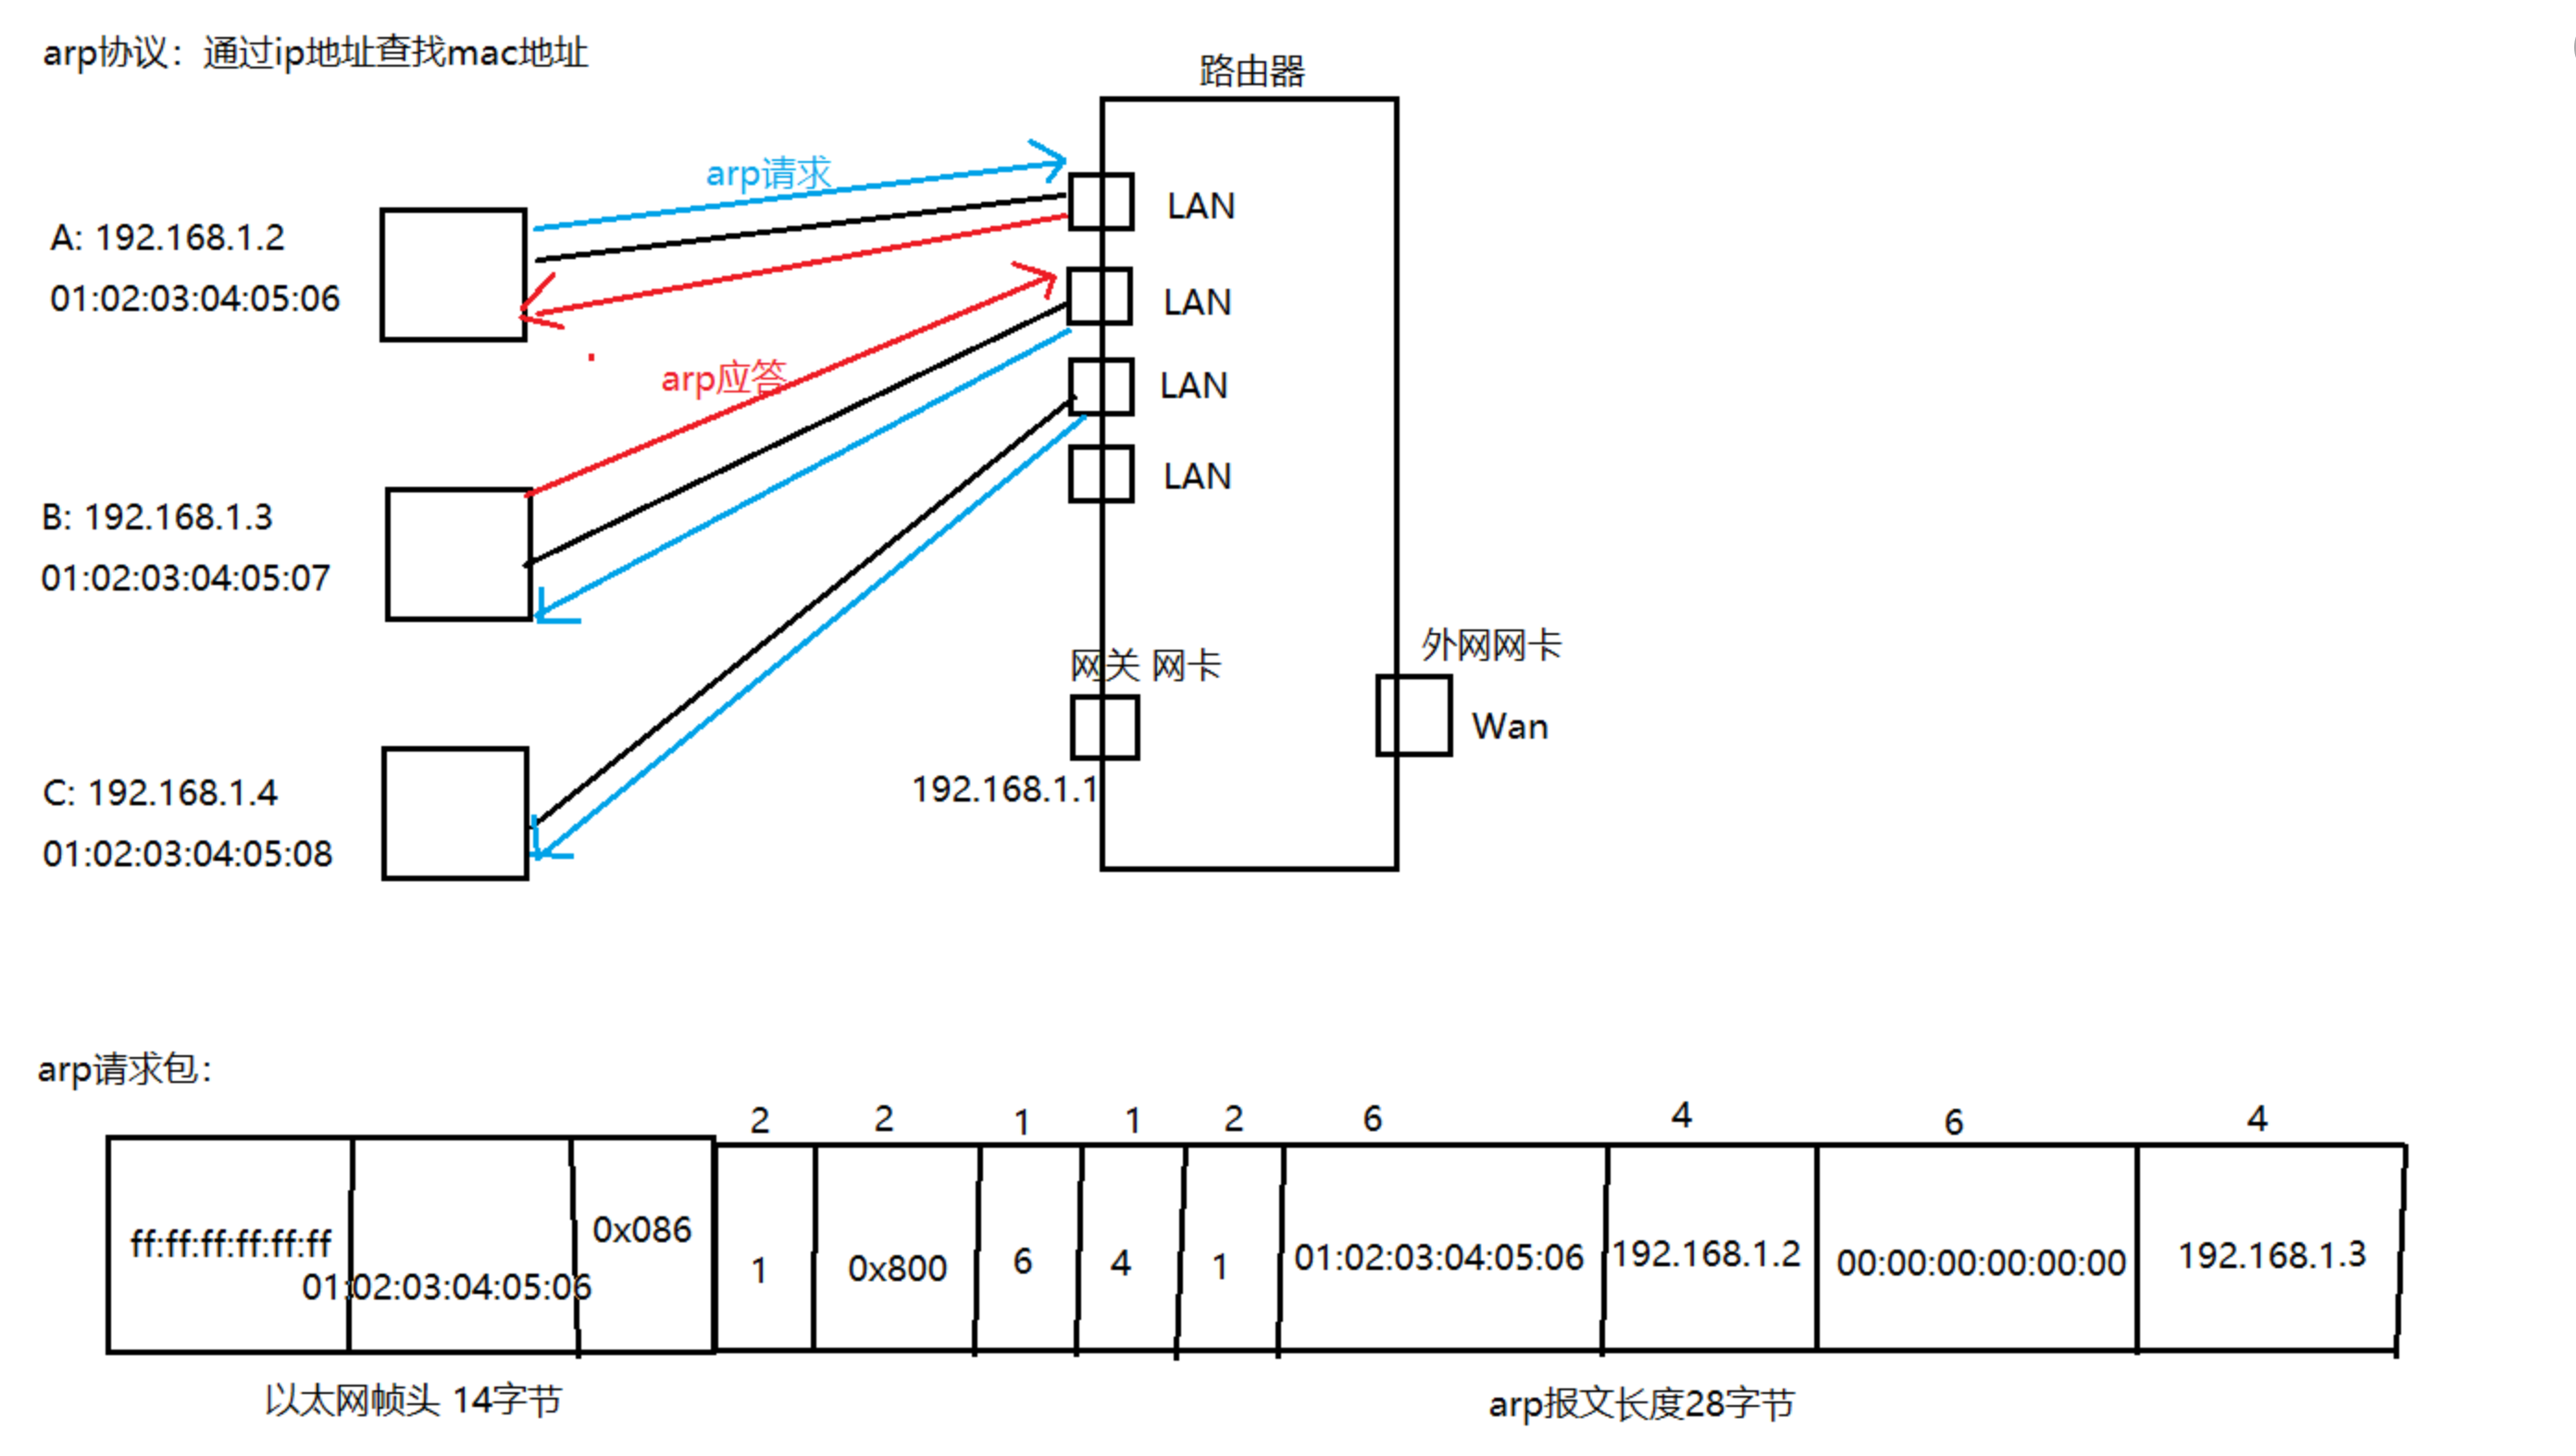 arp协议：通过ip地址查找mac地址
路由器
arp请求
LAN
A: 192.168.1.2
01:02:03:04:05:06
LAN
arp应答
LAN
LAN
B: 192.168.1.3
01:02:03:04:05:07
网关 网卡
外网网卡
Wan
192.168.1.1
C: 192.168.1.4
01:02:03:04:05:08
arp请求包：
2 2 1 1 2 6 4 6 4
ff:ff:ff:ff:ff:ff 01:02:03:04:05:06 0x086 1 0x800 6 4 1 01:02:03:04:05:06 192.168.1.2 00:00:00:00:00:00 192.168.1.3
以太网帧头 14字节
arp报文长度28字节